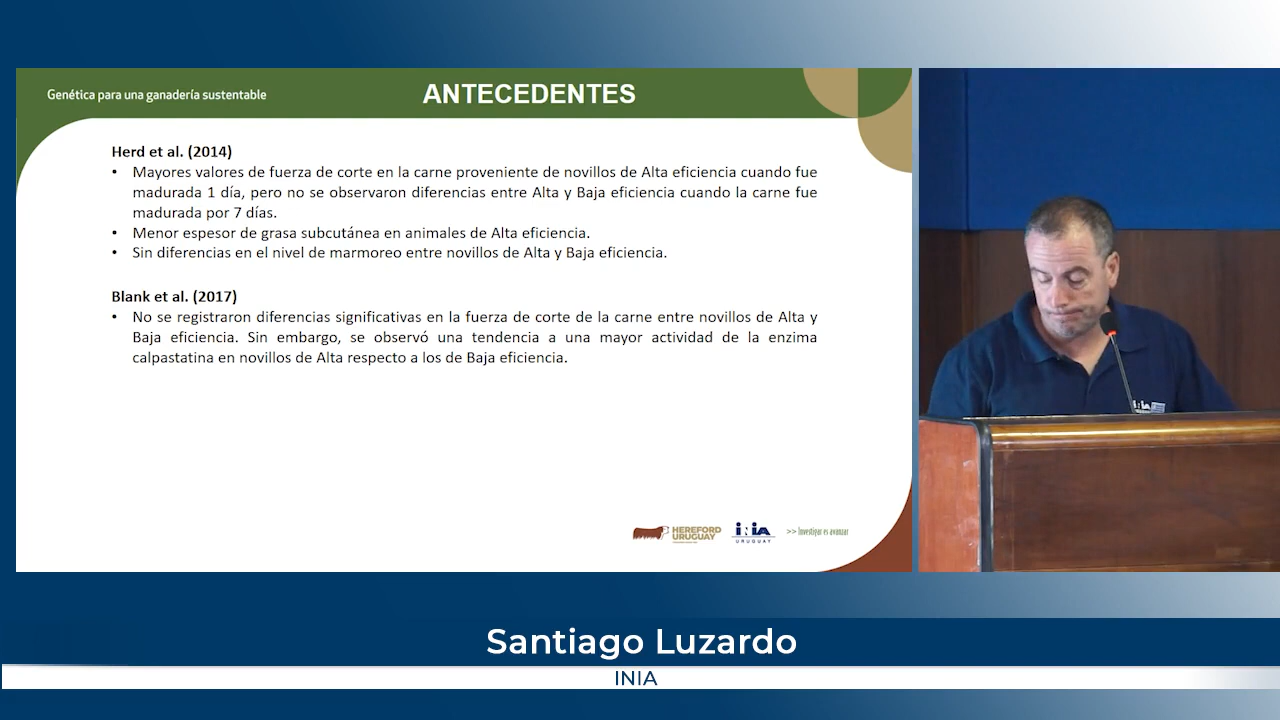 Genética para una ganadería sustentable
ANTECEDENTES
Herd et al. (2014)
• Mayores valores de fuerza de corte en la carne proveniente de novillos de Alta eficiencia cuando fue
madurada 1 día, pero no se observaron diferencias entre Alta y Baja eficiencia cuando la carne fue
madurada por 7 días.
• Menor espesor de grasa subcutánea en animales de Alta eficiencia.
• Sin diferencias en el nivel de marmoreo entre novillos de Alta y Baja eficiencia.
Blank et al. (2017)
• No se registraron diferencias significativas en la fuerza de corte de la carne entre novillos de Alta y
Baja eficiencia. Sin embargo, se observó una tendencia a una mayor actividad de la enzima
calpastatina en novillos de Alta respecto a los de Baja eficiencia.
HEREFORD
URUGUAY
INIA
URUGUAY
>> Investigar es avanzar
INIA
Santiago Luzardo
INIA